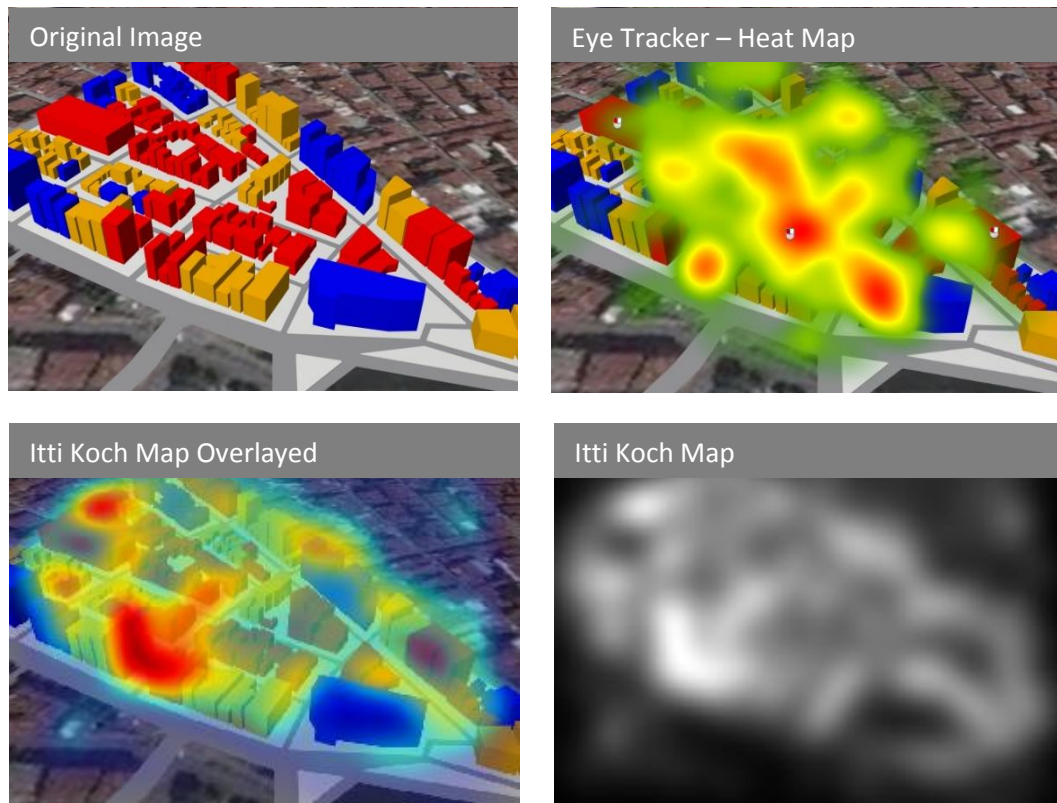 Original Image
Eye Tracker – Heat Map
Itti Koch Map Overlayed
Itti Koch Map